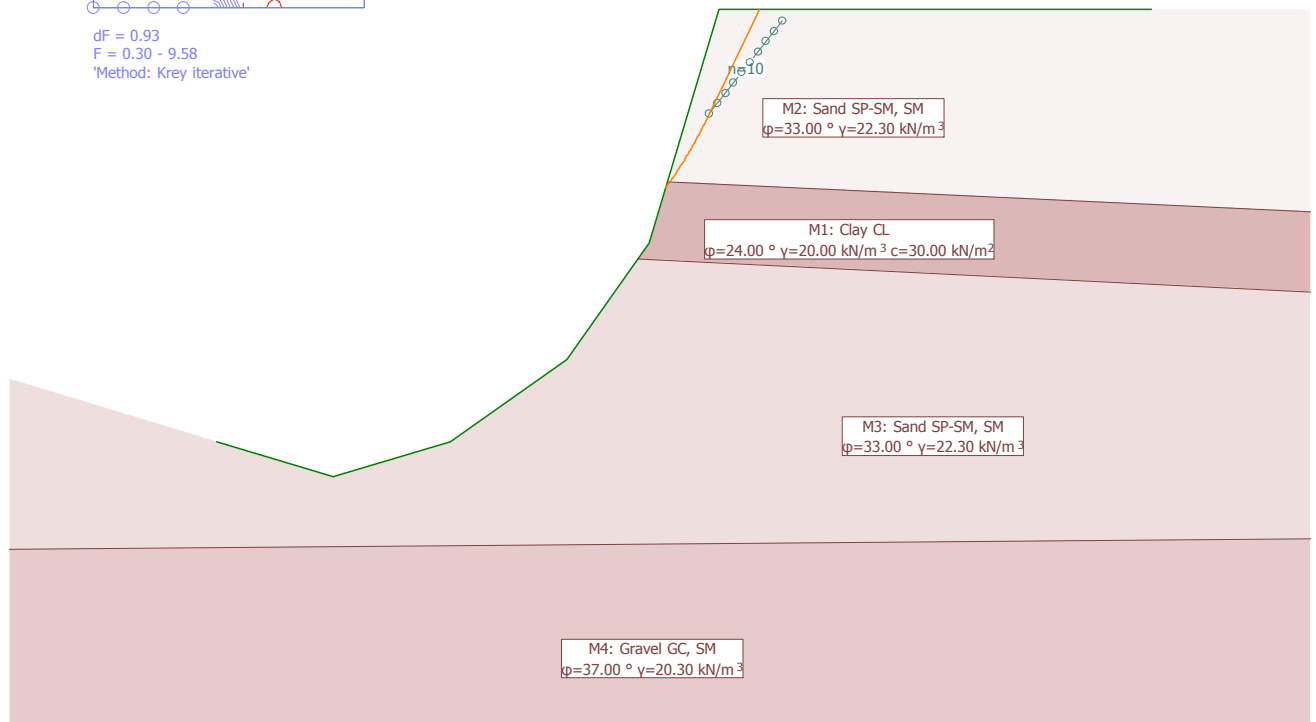 dF = 0.93
F = 0.30 - 9.58
'Method: Krey iterative'
n=10
M2: Sand SP-SM, SM
φ=33.00 ° γ=22.30 kN/m³
M1: Clay CL
φ=24.00 ° γ=20.00 kN/m³ c=30.00 kN/m²
M3: Sand SP-SM, SM
φ=33.00 ° γ=22.30 kN/m³
M4: Gravel GC, SM
φ=37.00 ° γ=20.30 kN/m³